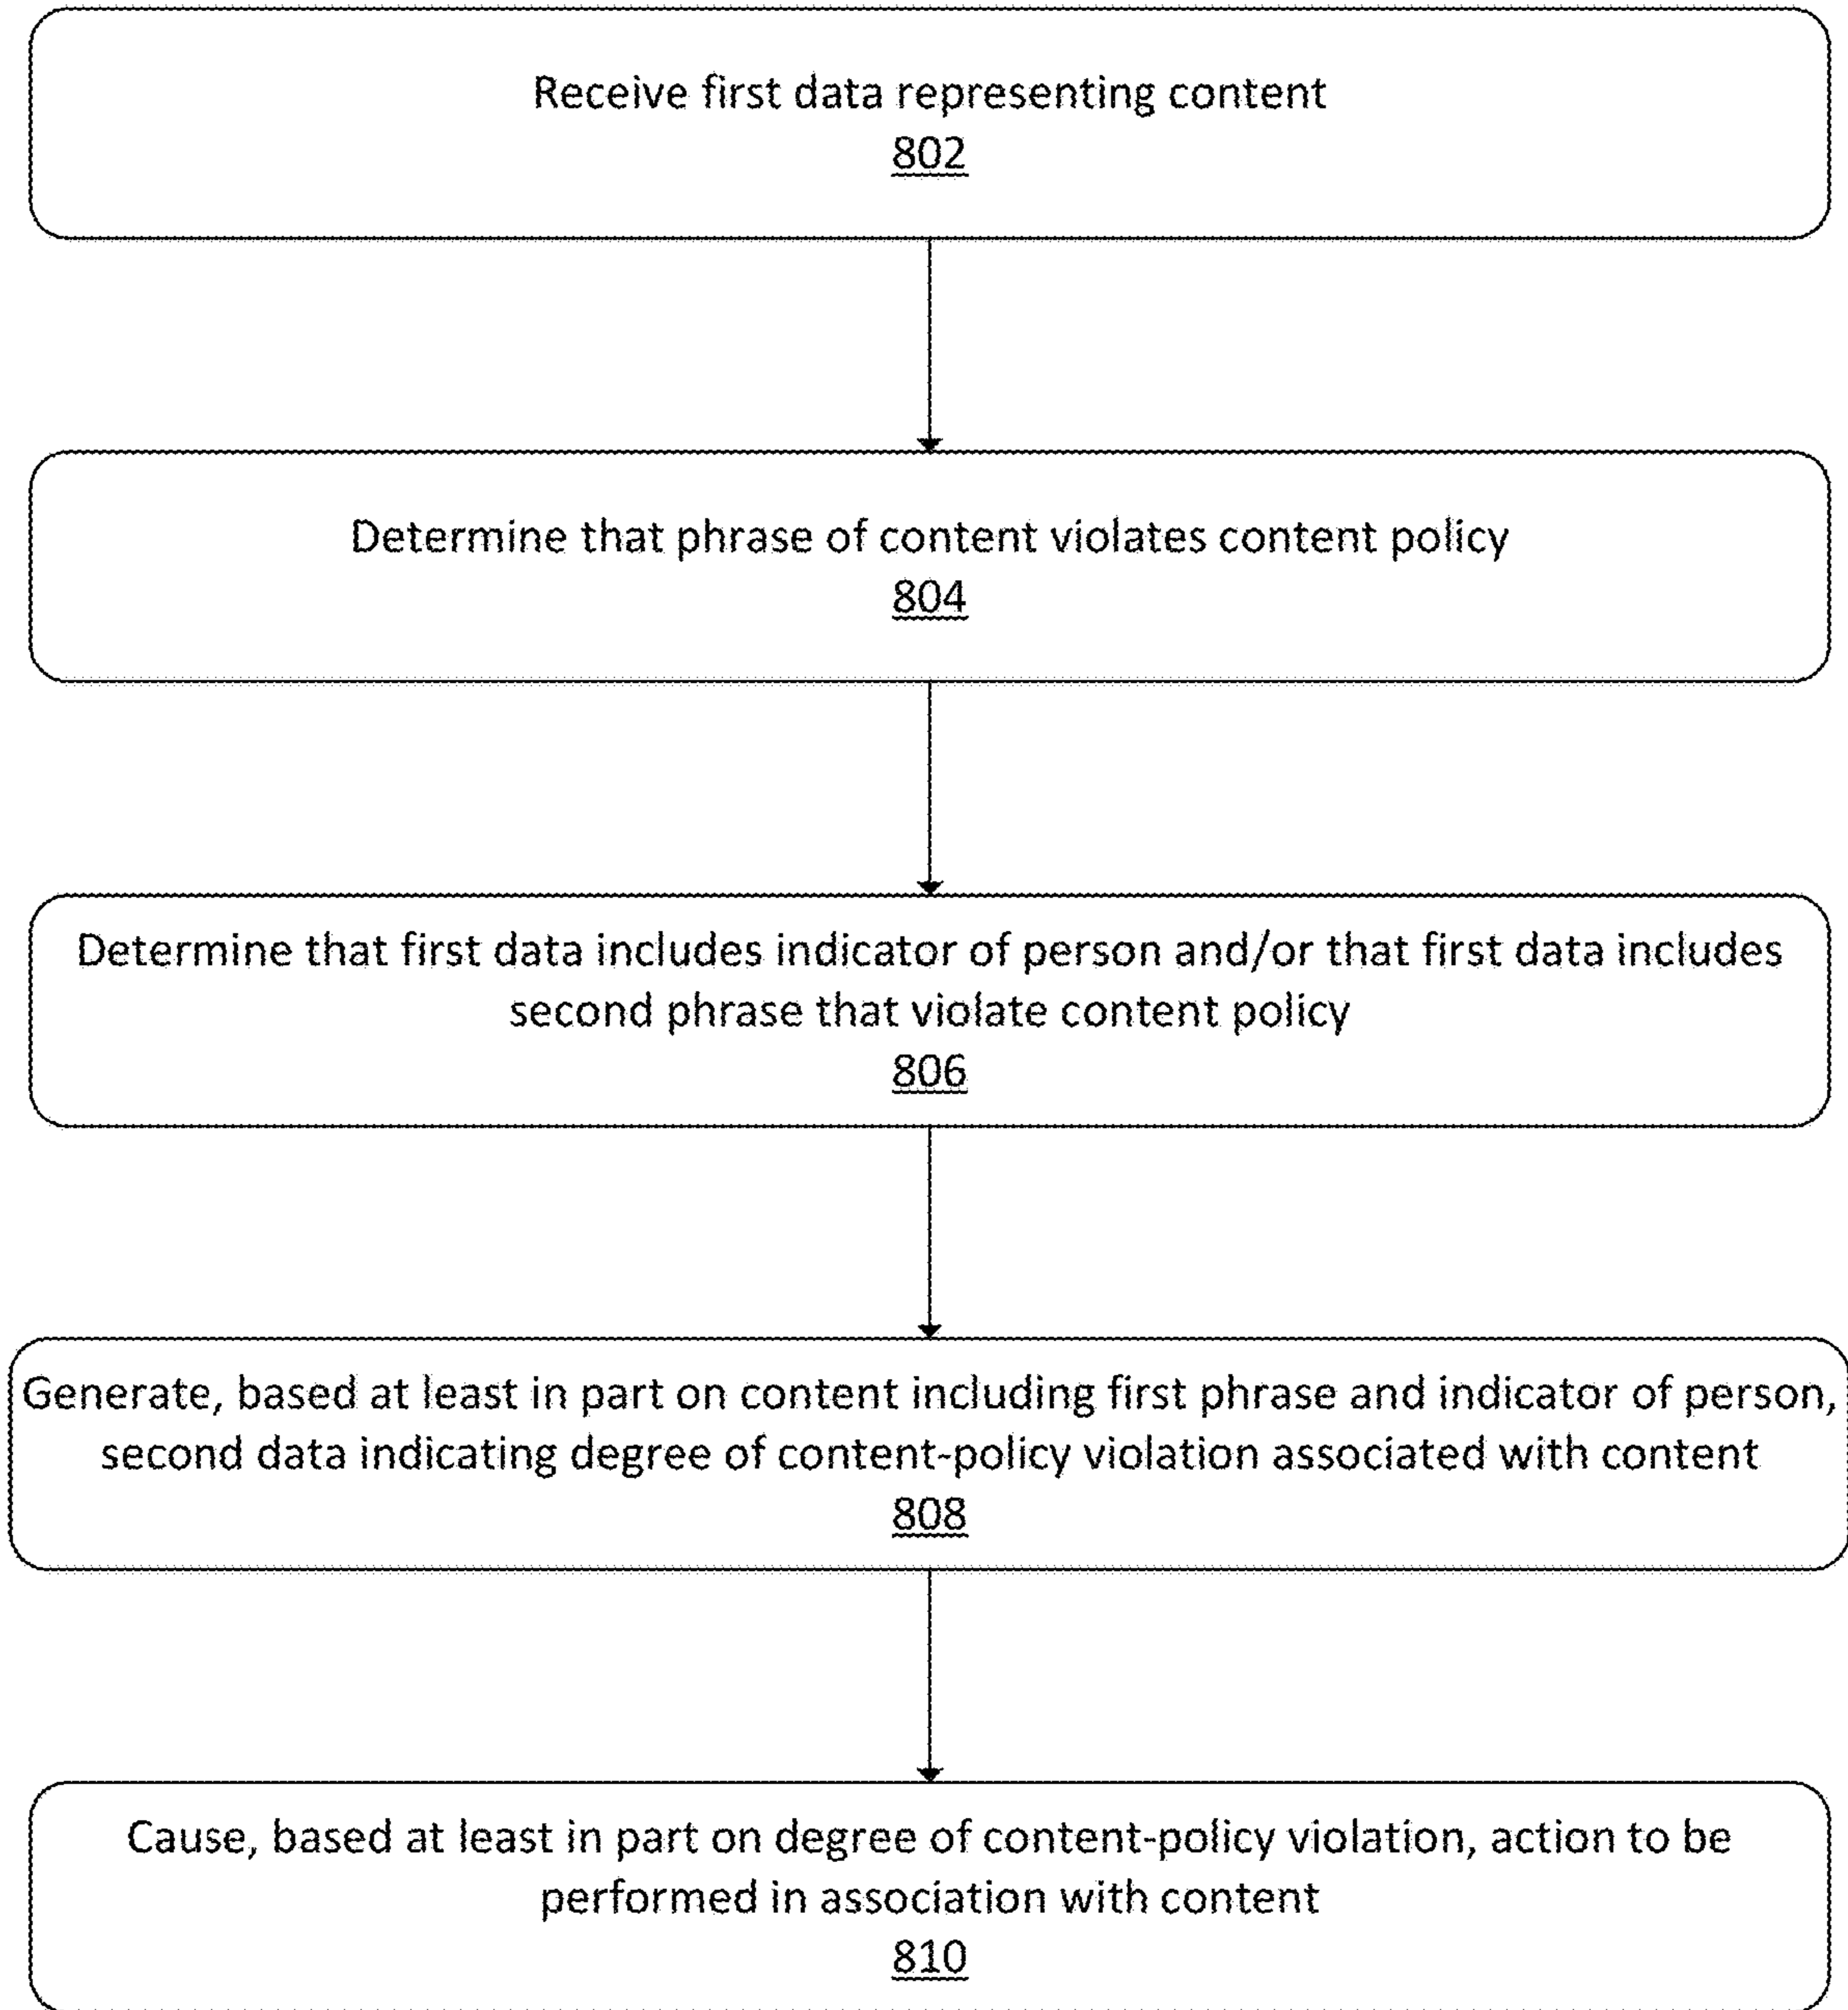 Receive first data representing content
802
Determine that phrase of content violates content policy
804
Determine that first data includes indicator of person and/or that first data includes
second phrase that violate content policy
806
Generate, based at least in part on content including first phrase and indicator of person,
second data indicating degree of content-policy violation associated with content
808
Cause, based at least in part on degree of content-policy violation, action to be
performed in association with content
810